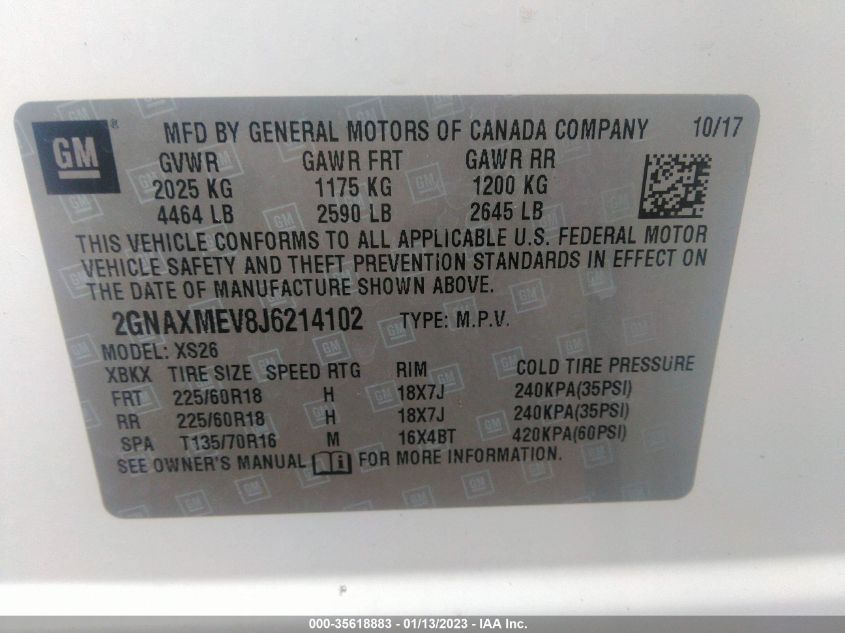 GM ® MFD BY GENERAL MOTORS OF CANADA COMPANY 10/17
GVWR GAWR FRT GAWR RR
2025 KG 1175 KG 1200 KG
4464 LB 2590 LB 2645 LB
THIS VEHICLE CONFORMS TO ALL APPLICABLE U.S. FEDERAL MOTOR
VEHICLE SAFETY AND THEFT PREVENTION STANDARDS IN EFFECT ON
THE DATE OF MANUFACTURE SHOWN ABOVE.
2GNAXMEV8J6214102 TYPE: M.P.V.
MODEL: XS26
XBKX TIRE SIZE SPEED RTG RIM COLD TIRE PRESSURE
FRT 225/60R18 H 18X7J 240KPA(35PSI)
RR 225/60R18 H 18X7J 240KPA(35PSI)
SPA T135/70R16 M 16X4BT 420KPA(60PSI)
SEE OWNER'S MANUAL FOR MORE INFORMATION.
000-35618883 - 01/13/2023 - IAA Inc.